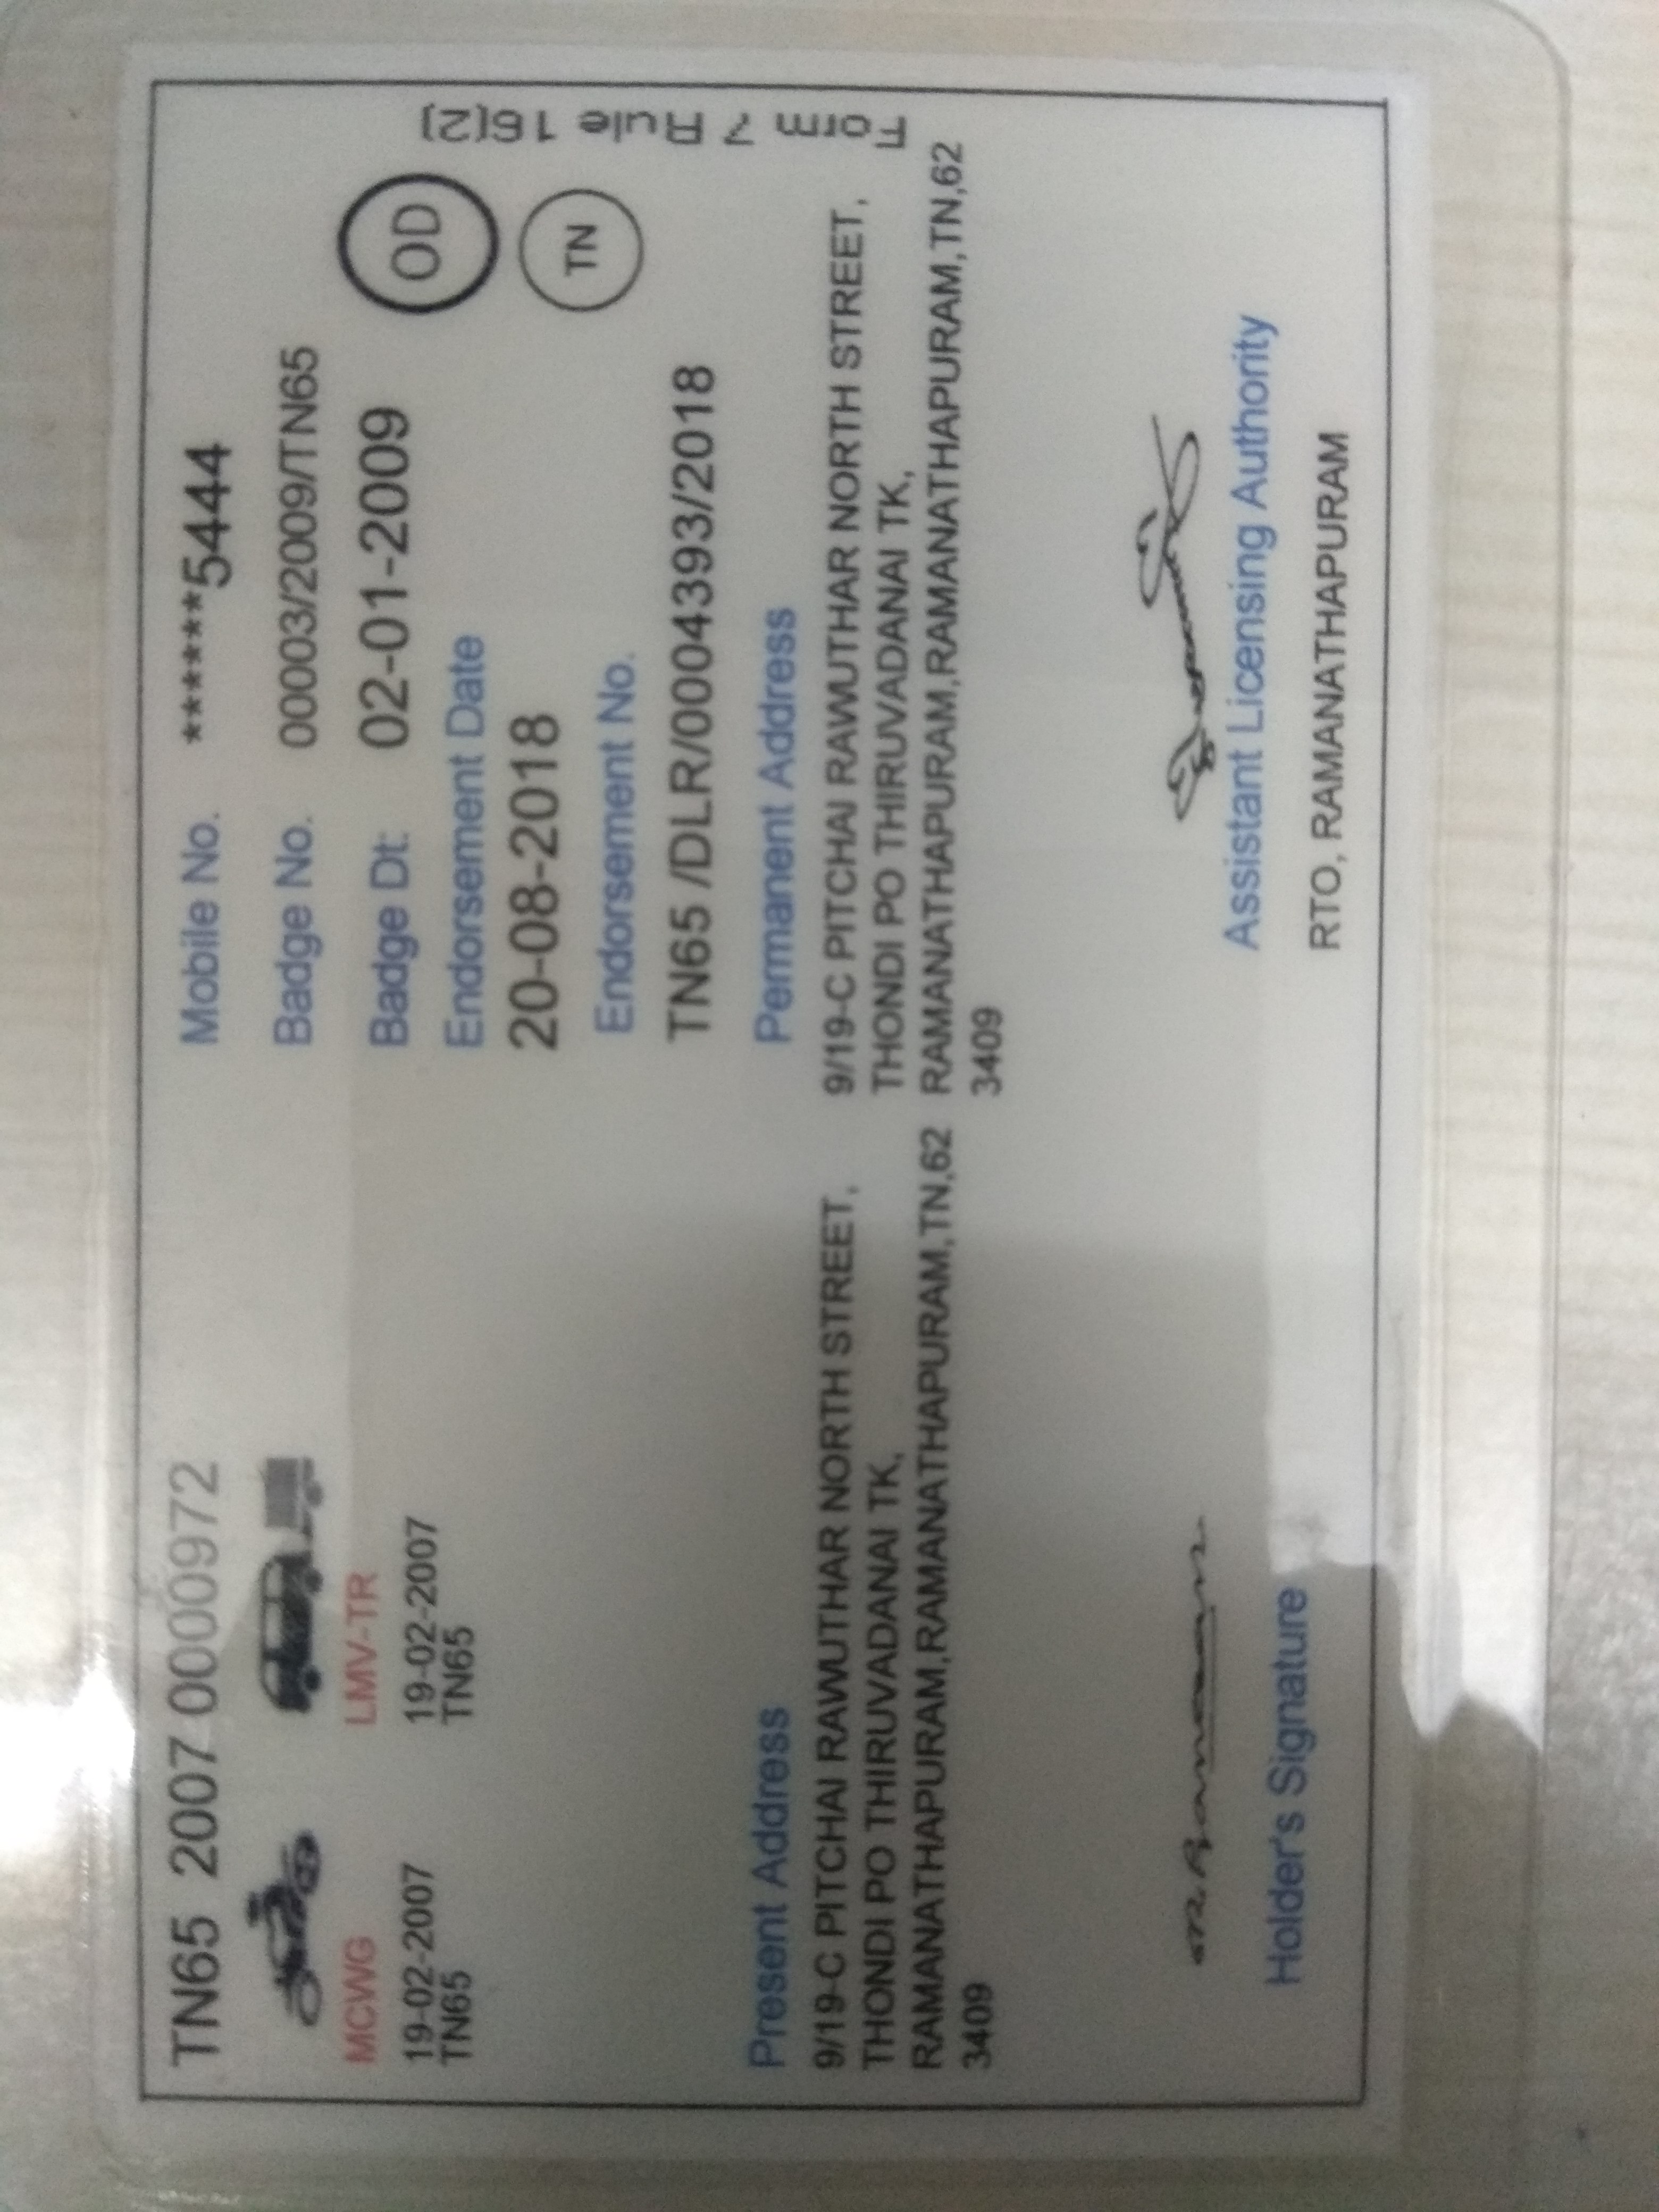 TN65 2007 0000972
MCWG
19-02-2007
TN65
LMV-TR
19-02-2007
TN65
Mobile No. ******5444
Badge No. 00003/2009/TN65
Badge Dt: 02-01-2009
Endorsement Date
20-08-2018
Endorsement No.
TN65 /DLR/0004393/2018
OD
TN
Form 7 Rule 16(2)
Present Address
9/19-C PITCHAI RAWUTHAR NORTH STREET,
THONDI PO THIRUVADANAI TK,
RAMANATHAPURAM,RAMANATHAPURAM,TN,62
3409
Permanent Address
9/19-C PITCHAI RAWUTHAR NORTH STREET,
THONDI PO THIRUVADANAI TK,
RAMANATHAPURAM,RAMANATHAPURAM,TN,62
3409
Holder's Signature
Assistant Licensing Authority
RTO, RAMANATHAPURAM